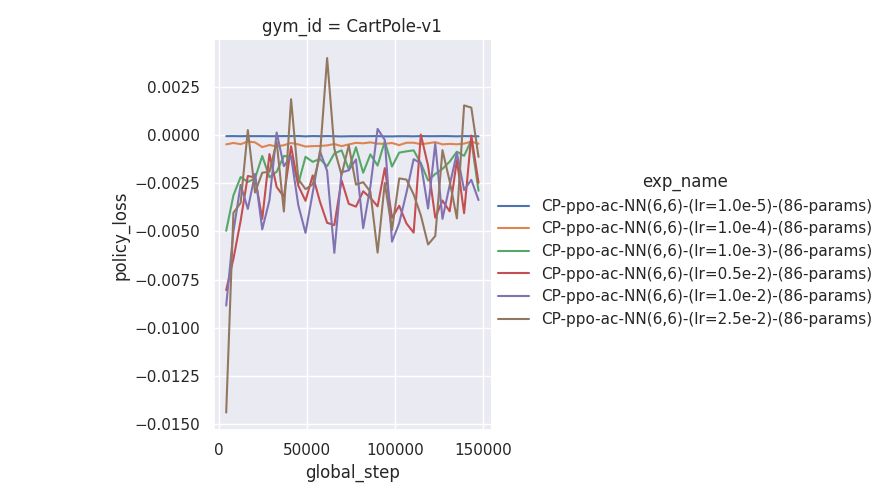 gym_id = CartPole-v1
0.0025
0.0000
−0.0025
−0.0050
−0.0075
−0.0100
−0.0125
−0.0150
policy_loss
0 50000 100000 150000
global_step
exp_name
CP-ppo-ac-NN(6,6)-(lr=1.0e-5)-(86-params)
CP-ppo-ac-NN(6,6)-(lr=1.0e-4)-(86-params)
CP-ppo-ac-NN(6,6)-(lr=1.0e-3)-(86-params)
CP-ppo-ac-NN(6,6)-(lr=0.5e-2)-(86-params)
CP-ppo-ac-NN(6,6)-(lr=1.0e-2)-(86-params)
CP-ppo-ac-NN(6,6)-(lr=2.5e-2)-(86-params)